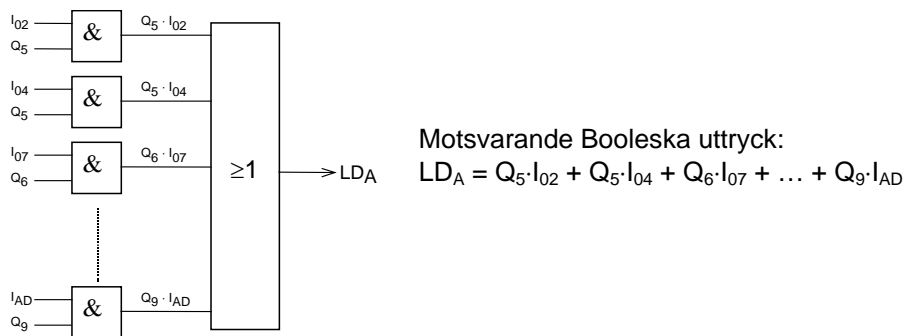 I02
Q5
&
Q5 · I02
I04
Q5
&
Q5 · I04
I07
Q6
&
Q6 · I07
≥1
LDA
IAD
Q9
&
Q9 · IAD
Motsvarande Booleska uttryck:
LDA = Q5·I02 + Q5·I04 + Q6·I07 + … + Q9·IAD